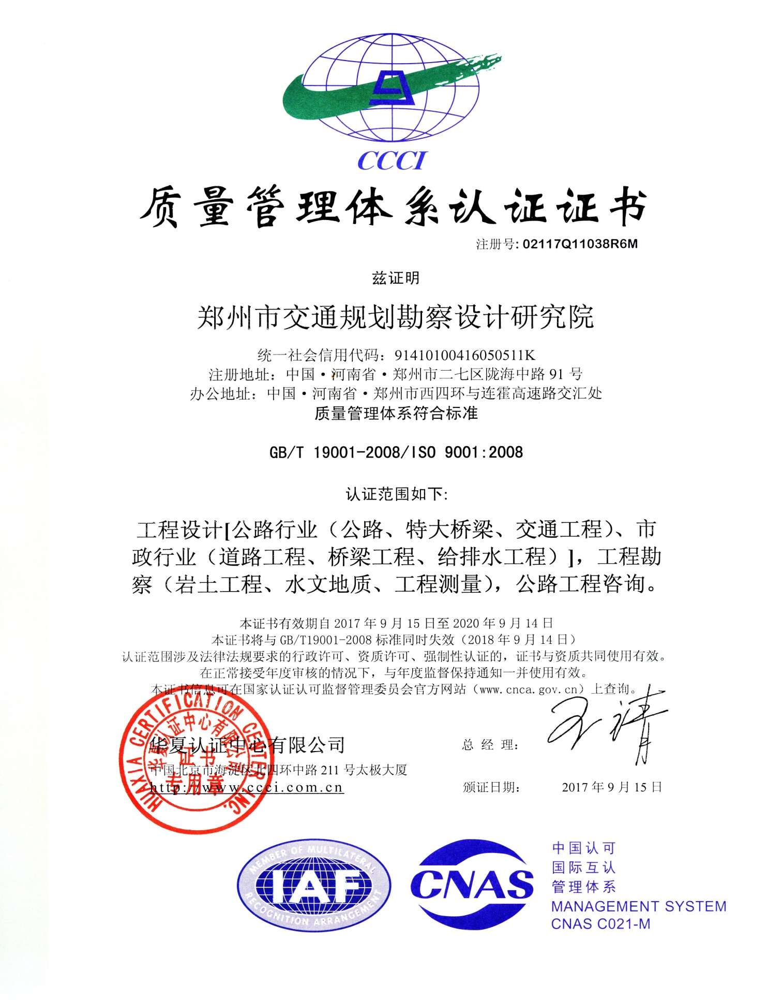 CCCI
质量管理体系认证证书
注册号: 02117Q11038R6M
兹证明
郑州市交通规划勘察设计研究院
统一社会信用代码：91410100416050511K
注册地址：中国·河南省·郑州市二七区陇海中路 91 号
办公地址：中国·河南省·郑州市西四环与连霍高速路交汇处
质量管理体系符合标准
GB/T 19001-2008/ISO 9001:2008
认证范围如下:
工程设计[公路行业（公路、特大桥梁、交通工程）、市
政行业（道路工程、桥梁工程、给排水工程）]，工程勘
察（岩土工程、水文地质、工程测量），公路工程咨询。
本证书有效期自 2017 年 9 月 15 日至 2020 年 9 月 14 日
本证书将与 GB/T19001-2008 标准同时失效（2018 年 9 月 14 日）
认证范围涉及法律法规要求的行政许可、资质许可、强制性认证的，证书与资质共同使用有效。
在正常接受年度审核的情况下，与年度监督保持通知一并使用有效。
本证书信息可在国家认证认可监督管理委员会官方网站（www.cnca.gov.cn）上查询。
HUAXIA CERTIFICATION CENTER INC.
华夏认证中心有限公司
证书
专用章
华夏认证中心有限公司
中国北京市海淀区北四环中路 211 号太极大厦
http://www.ccci.com.cn
总 经 理:
颁证日期: 2017 年 9 月 15 日
MEMBER OF MULTILATERAL
IAF
RECOGNITION ARRANGEMENT
CNAS
中国认可
国际互认
管理体系
MANAGEMENT SYSTEM
CNAS C021-M